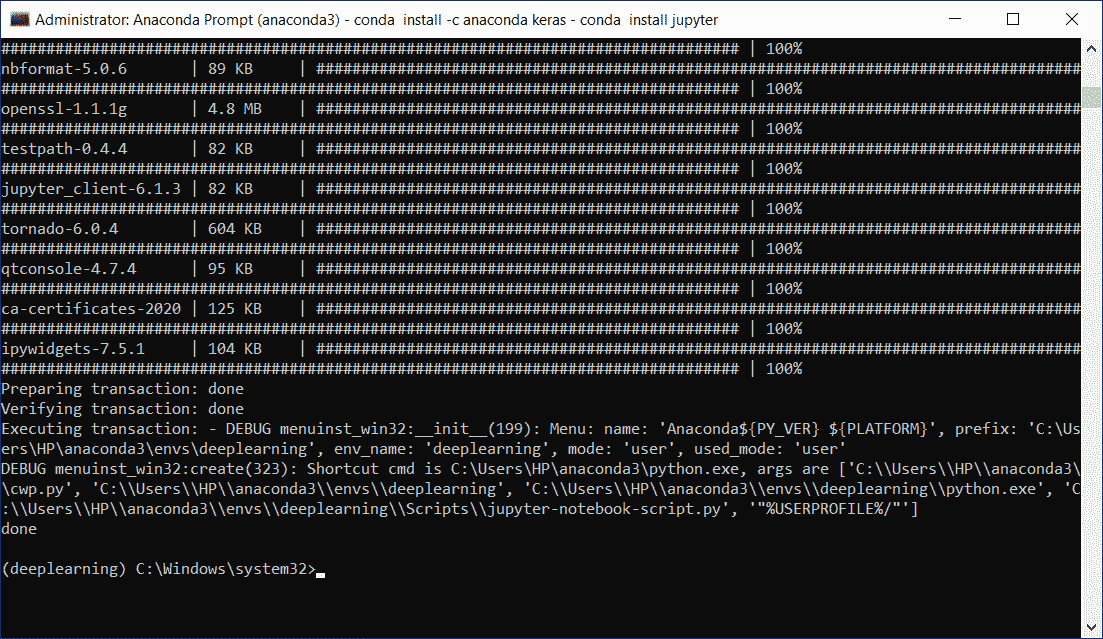 Administrator: Anaconda Prompt (anaconda3) - conda  install -c anaconda keras - conda  install jupyter
################################################################################# | 100%
nbformat-5.0.6       | 89 KB     | #####################################################################################
################################################################################# | 100%
openssl-1.1.1g       | 4.8 MB    | #####################################################################################
################################################################################# | 100%
testpath-0.4.4       | 82 KB     | #####################################################################################
################################################################################# | 100%
jupyter_client-6.1.3 | 82 KB     | #####################################################################################
################################################################################# | 100%
tornado-6.0.4        | 604 KB    | #####################################################################################
################################################################################# | 100%
qtconsole-4.7.4      | 95 KB     | #####################################################################################
################################################################################# | 100%
ca-certificates-2020 | 125 KB    | #####################################################################################
################################################################################# | 100%
ipywidgets-7.5.1     | 104 KB    | #####################################################################################
################################################################################# | 100%
Preparing transaction: done
Verifying transaction: done
Executing transaction: - DEBUG menuinst_win32:__init__(199): Menu: name: 'Anaconda${PY_VER} ${PLATFORM}', prefix: 'C:\Us
ers\HP\anaconda3\envs\deeplearning', env_name: 'deeplearning', mode: 'user', used_mode: 'user'
DEBUG menuinst_win32:create(323): Shortcut cmd is C:\Users\HP\anaconda3\python.exe, args are ['C:\\Users\\HP\\anaconda3\
\cwp.py', 'C:\\Users\\HP\\anaconda3\\envs\\deeplearning', 'C:\\Users\\HP\\anaconda3\\envs\\deeplearning\\python.exe', 'C
:\\Users\\HP\\anaconda3\\envs\\deeplearning\\Scripts\\jupyter-notebook-script.py', '"%USERPROFILE%/"']
done
(deeplearning) C:\Windows\system32>